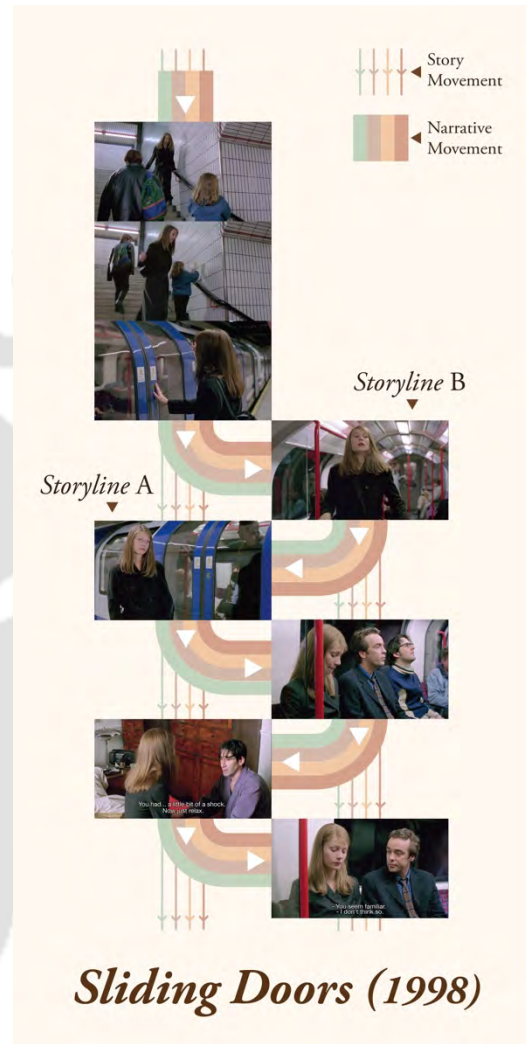 Story
Movement
Narrative
Movement
Storyline B
Storyline A
You had... a little bit of a shock.
Now just relax.
You seem familiar.
- I don't think so.
Sliding Doors (1998)